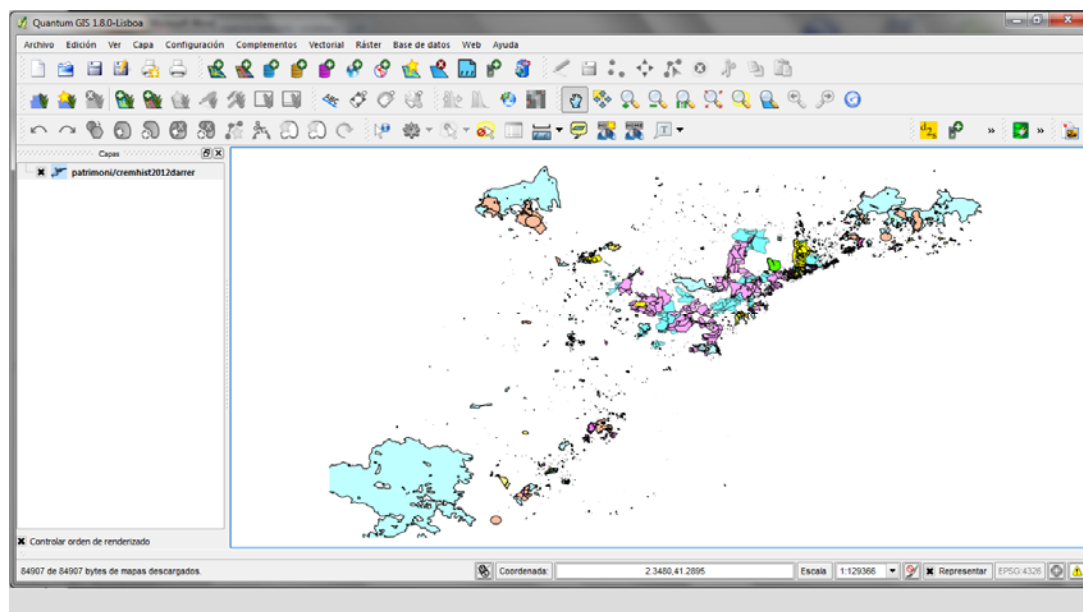 Quantum GIS 1.8.0-Lisboa
Archivo Edición Ver Capa Configuración Complementos Vectorial Ráster Base de datos Web Ayuda
Capas
patrimoni/cremhist2012darrer
Controlar orden de renderizado
84907 de 84907 bytes de mapas descargados.
Coordenada: 2.3480,41.2895 Escala 1:129366 Representar EPSG:4326